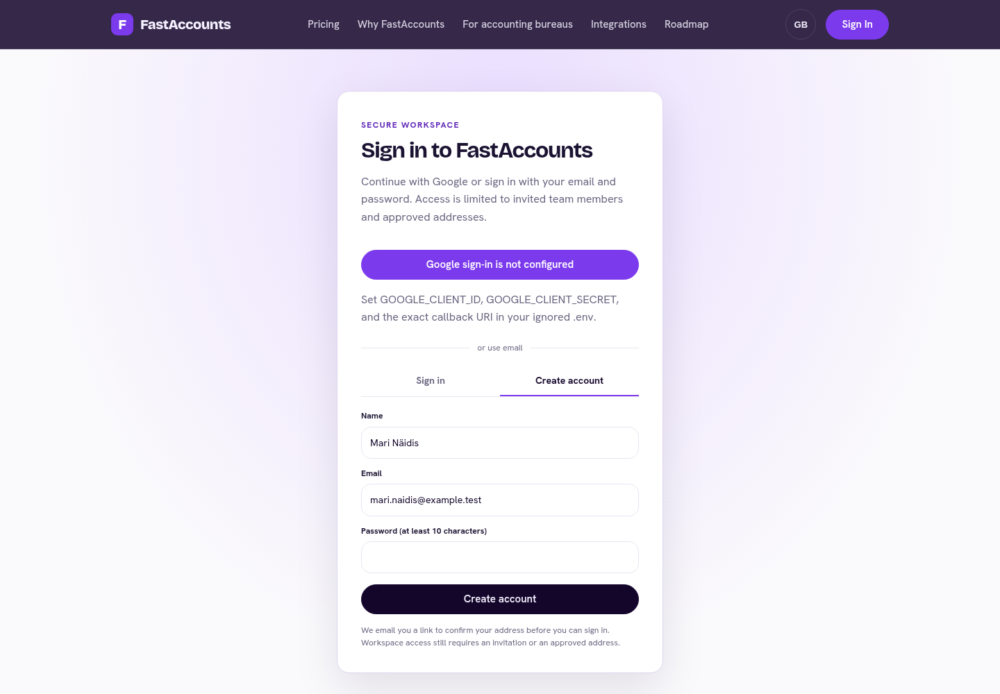 F FastAccounts
Pricing
Why FastAccounts
For accounting bureaus
Integrations
Roadmap
GB
Sign In
SECURE WORKSPACE
Sign in to FastAccounts
Continue with Google or sign in with your email and
password. Access is limited to invited team members
and approved addresses.
Google sign-in is not configured
Set GOOGLE_CLIENT_ID, GOOGLE_CLIENT_SECRET,
and the exact callback URI in your ignored .env.
or use email
Sign in
Create account
Name
Mari Näidis
Email
mari.naidis@example.test
Password (at least 10 characters)
Create account
We email you a link to confirm your address before you can sign in.
Workspace access still requires an invitation or an approved address.